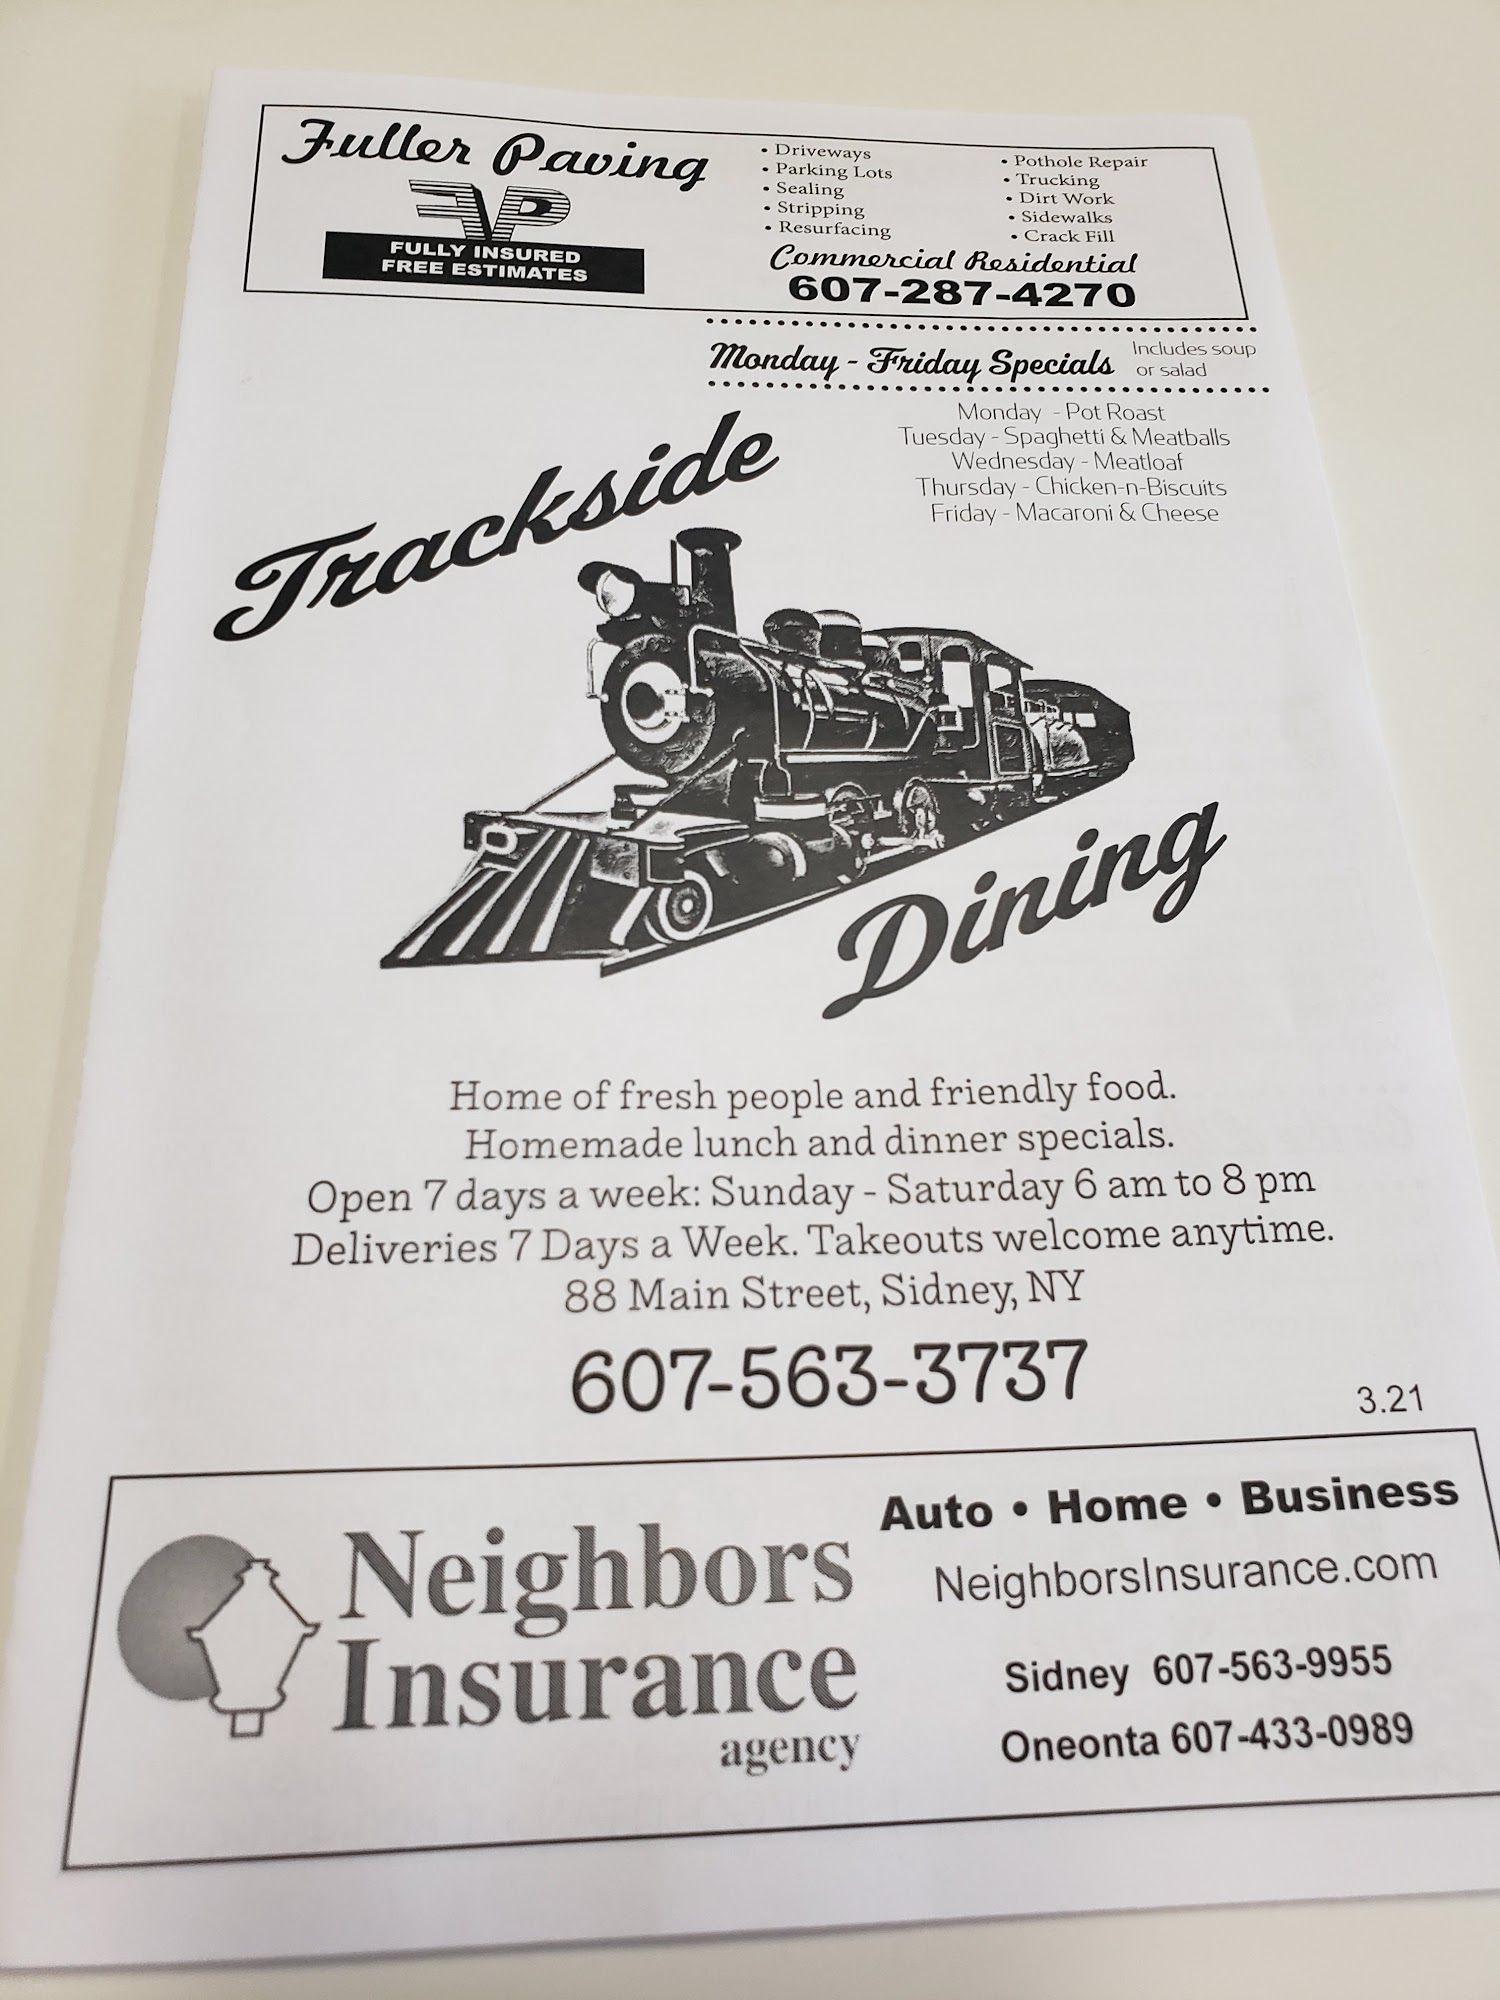 Fuller Paving
FP
FULLY INSURED
FREE ESTIMATES
• Driveways
• Parking Lots
• Sealing
• Stripping
• Resurfacing
• Pothole Repair
• Trucking
• Dirt Work
• Sidewalks
• Crack Fill
Commercial Residential
607-287-4270
Monday - Friday Specials
Includes soup
or salad
Monday - Pot Roast
Tuesday - Spaghetti & Meatballs
Wednesday - Meatloaf
Thursday - Chicken-n-Biscuits
Friday - Macaroni & Cheese
Trackside
Dining
Home of fresh people and friendly food.
Homemade lunch and dinner specials.
Open 7 days a week: Sunday - Saturday 6 am to 8 pm
Deliveries 7 Days a Week. Takeouts welcome anytime.
88 Main Street, Sidney, NY
607-563-3737
3.21
Neighbors
Insurance
agency
Auto • Home • Business
NeighborsInsurance.com
Sidney 607-563-9955
Oneonta 607-433-0989